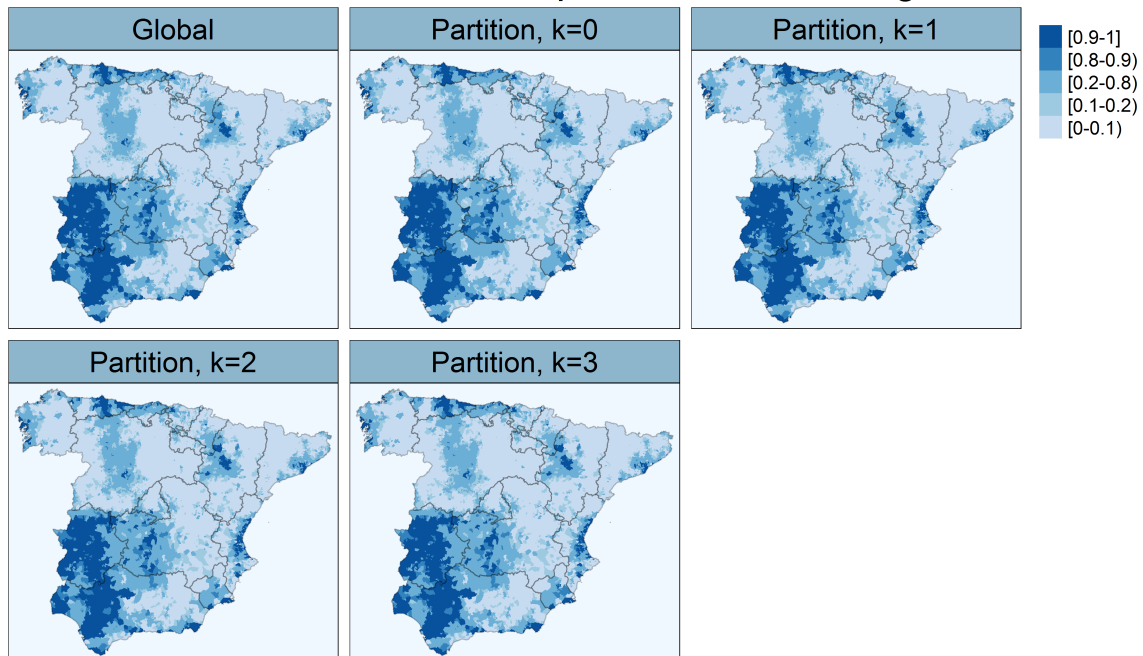 Global
Partition, k=0
Partition, k=1
[0.9-1]
[0.8-0.9)
[0.2-0.8)
[0.1-0.2)
[0-0.1)
Partition, k=2
Partition, k=3